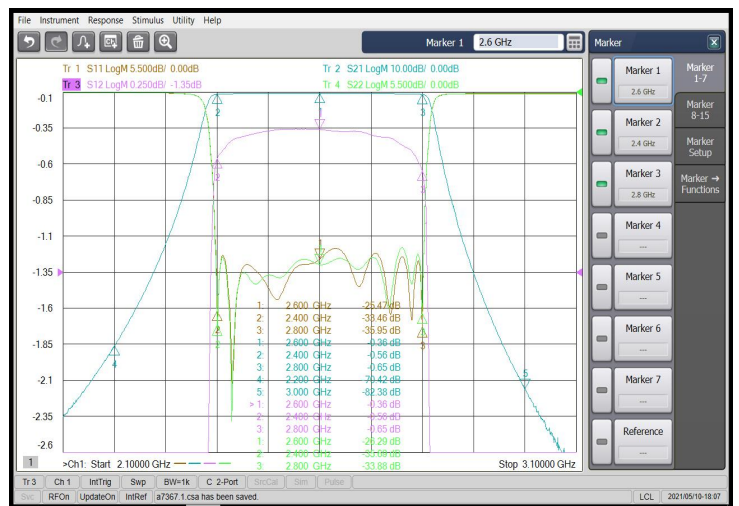 File Instrument Response Stimulus Utility Help
Marker 1 2.6 GHz
Marker
Tr 1 S11 LogM 5.500dB/ 0.00dB
Tr 2 S21 LogM 10.00dB/ 0.00dB
Tr 3 S12 LogM 0.250dB/ -1.35dB
Tr 4 S22 LogM 5.500dB/ 0.00dB
-0.1
-0.35
-0.6
-0.85
-1.1
-1.35
-1.6
-1.85
-2.1
-2.35
-2.6
2
1
3
2
3
1
2
2
3
4
5
1: 2.600 GHz -25.47 dB
2: 2.400 GHz -33.46 dB
3: 2.800 GHz -35.95 dB
1: 2.600 GHz -0.36 dB
2: 2.400 GHz -0.56 dB
3: 2.800 GHz -0.65 dB
4: 2.200 GHz -70.42 dB
5: 3.000 GHz -82.38 dB
> 1: 2.600 GHz -0.36 dB
2: 2.400 GHz -0.56 dB
3: 2.800 GHz -0.65 dB
1: 2.600 GHz -26.29 dB
2: 2.400 GHz
3: 2.800 GHz -33.88 dB
1 >Ch1: Start 2.10000 GHz
Stop 3.10000 GHz
Marker 1
2.6 GHz
Marker 2
2.4 GHz
Marker 3
2.8 GHz
Marker 4
---
Marker 5
---
Marker 6
---
Marker 7
---
Reference
---
Marker
1-7
Marker
8-15
Marker
Setup
Marker →
Functions
Tr 3 Ch 1 IntTrig Swp BW=1k C 2-Port SrcCal Sim Pulse
Svc RFOn UpdateOn IntRef a7367.1.csa has been saved.
LCL 2021/05/10-18:07